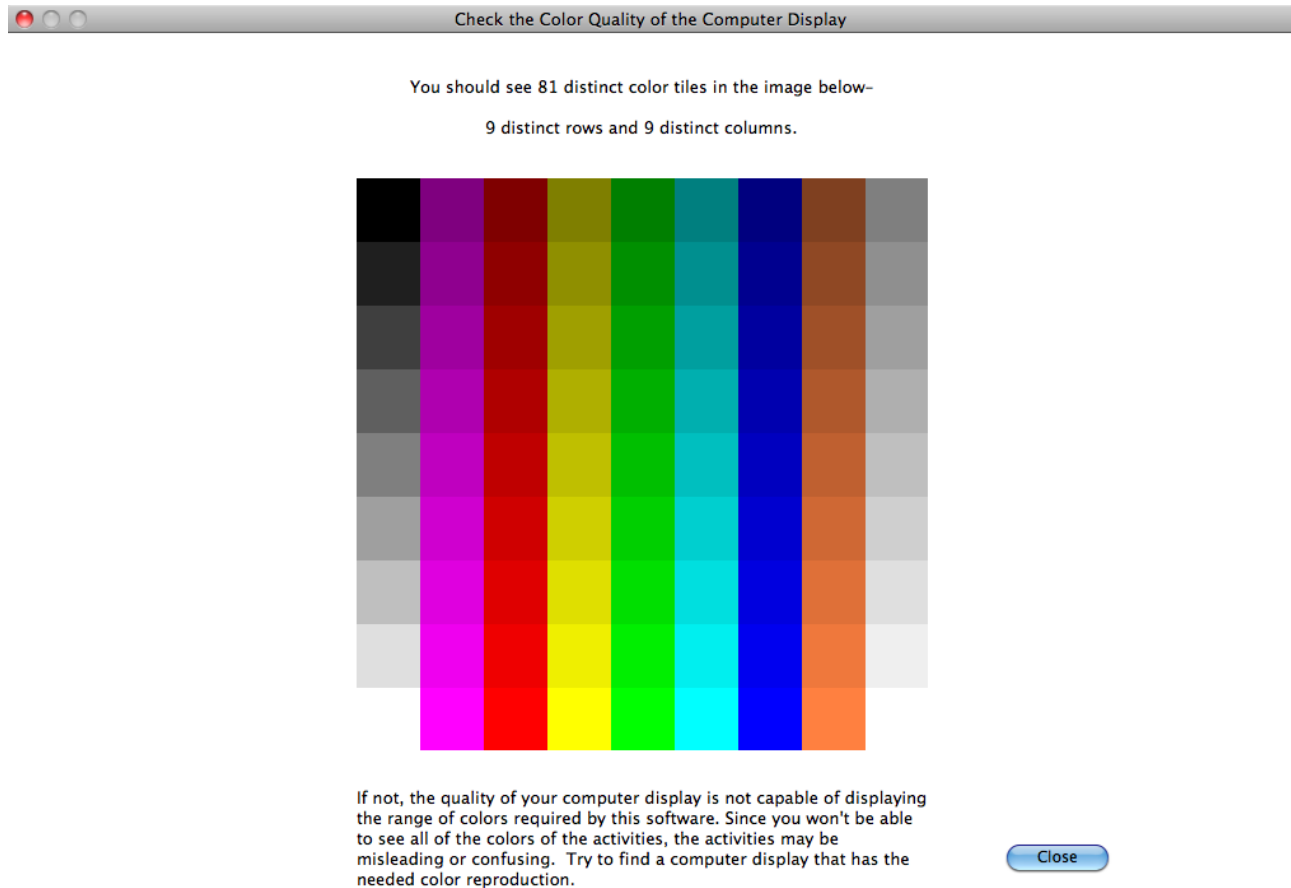 Check the Color Quality of the Computer Display
You should see 81 distinct color tiles in the image below-
9 distinct rows and 9 distinct columns.
If not, the quality of your computer display is not capable of displaying
the range of colors required by this software. Since you won't be able
to see all of the colors of the activities, the activities may be
misleading or confusing.  Try to find a computer display that has the
needed color reproduction.
Close